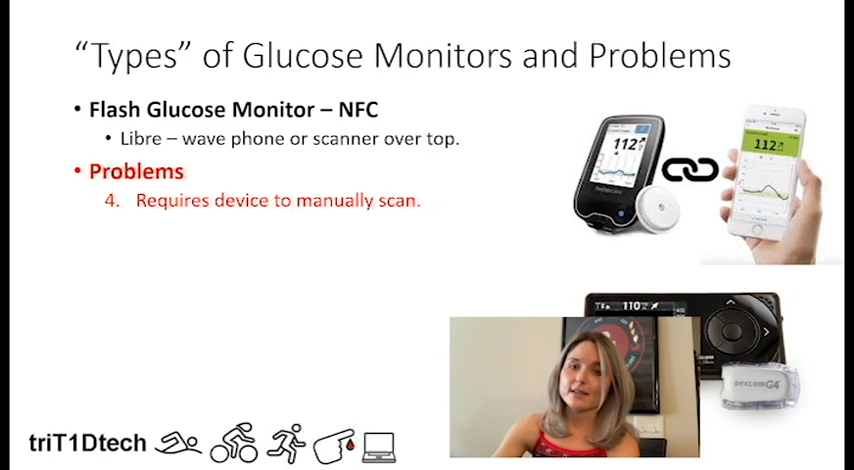 “Types” of Glucose Monitors and Problems
• Flash Glucose Monitor – NFC
• Libre – wave phone or scanner over top.
• Problems
4. Requires device to manually scan.
112
112
110
dexcom G4
triT1Dtech